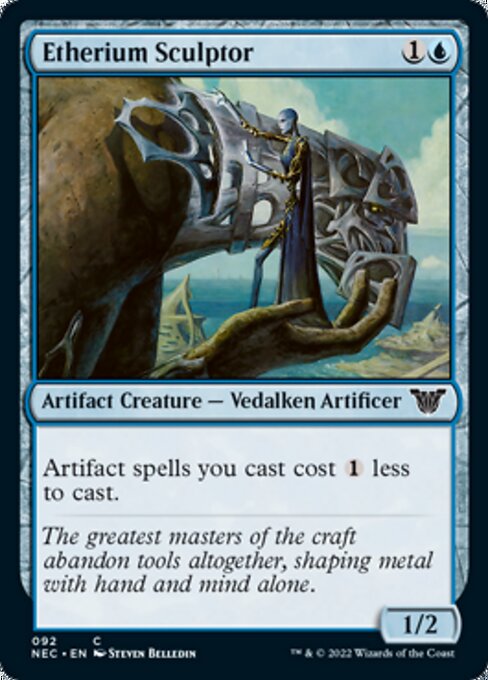 Etherium Sculptor 1
Artifact Creature — Vedalken Artificer
Artifact spells you cast cost 1 less
to cast.
The greatest masters of the craft
abandon tools altogether, shaping metal
with hand and mind alone.
1/2
092 C
NEC • EN Steven Belledin
™ & © 2022 Wizards of the Coast